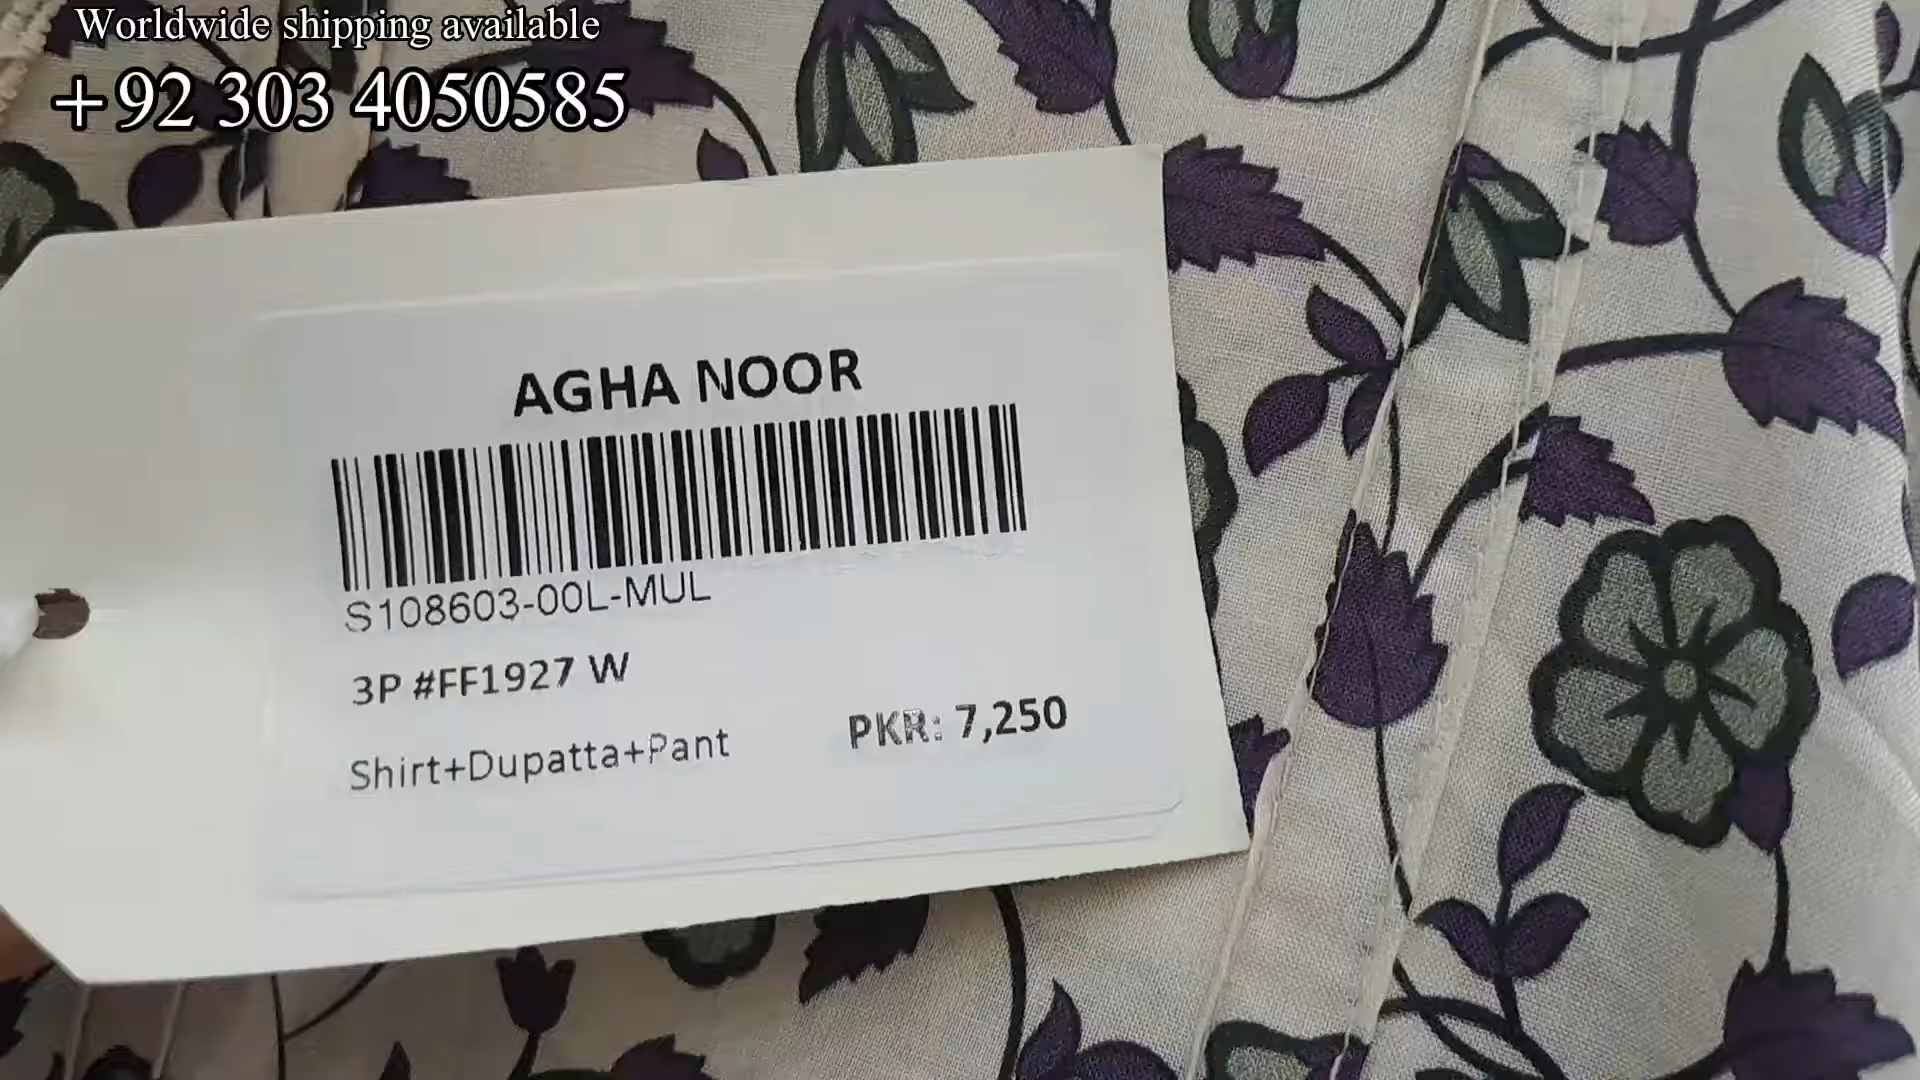 Worldwide shipping available
+92 303 4050585
AGHA NOOR
S108603-00L-MUL
3P #FF1927 W
Shirt+Dupatta+Pant
PKR: 7,250